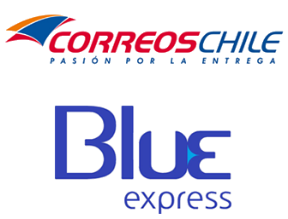 CORREOSCHILE
PASIÓN POR LA ENTREGA
Blue
express